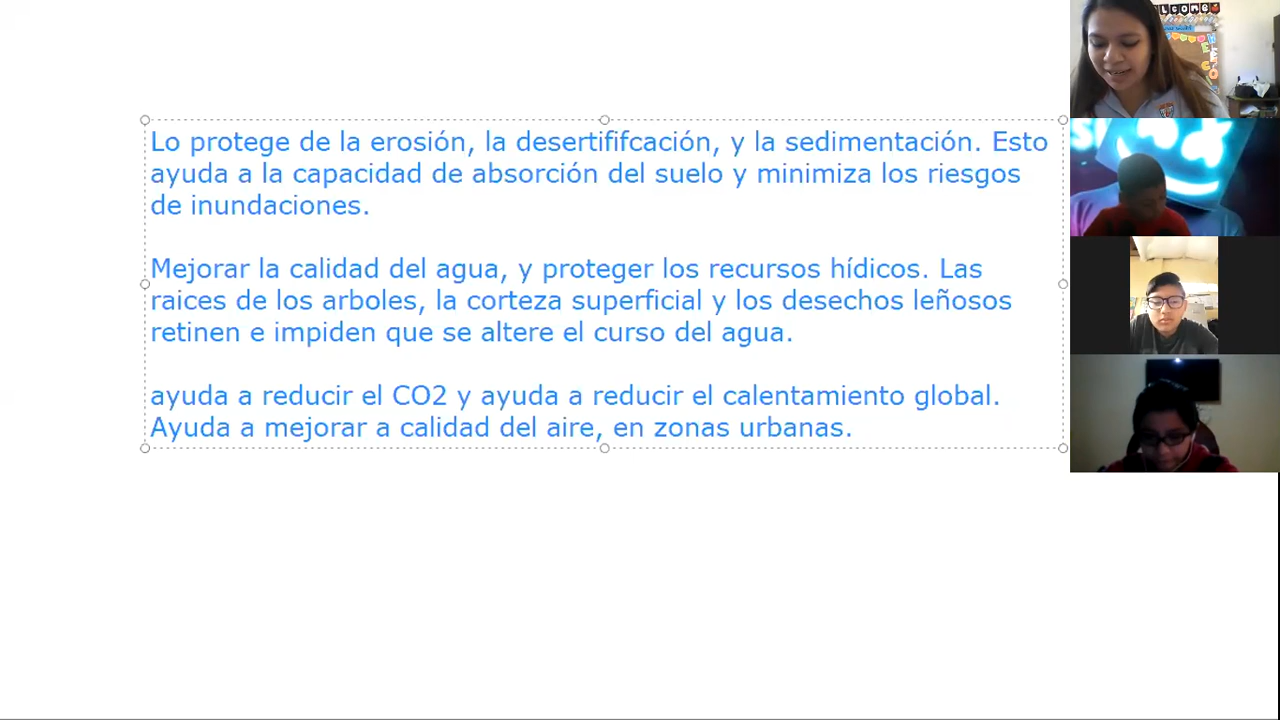 Lo protege de la erosión, la desertififcación, y la sedimentación. Esto
ayuda a la capacidad de absorción del suelo y minimiza los riesgos
de inundaciones.
Mejorar la calidad del agua, y proteger los recursos hídicos. Las
raices de los arboles, la corteza superficial y los desechos leñosos
retinen e impiden que se altere el curso del agua.
ayuda a reducir el CO2 y ayuda a reducir el calentamiento global.
Ayuda a mejorar a calidad del aire, en zonas urbanas.